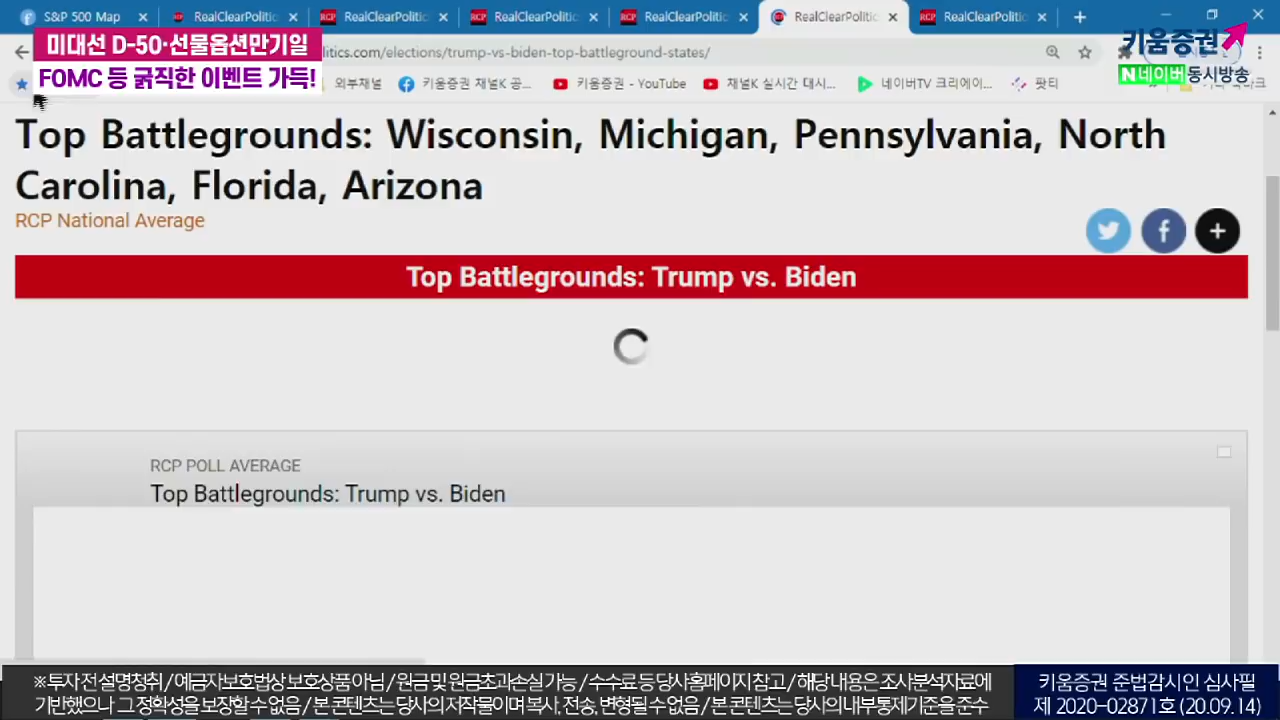 S&P 500 Map
RealClearPolitic
RealClearPolitic
RealClearPolitic
RealClearPolitic
RealClearPolitic
RealClearPolitic
미대선 D-50·선물옵션만기일
FOMC 등 굵직한 이벤트 가득!
litics.com/elections/trump-vs-biden-top-battleground-states/
키움증권
N네이버 동시방송
외부채널
키움증권 채널K 공...
키움증권 - YouTube
채널K 실시간 대시...
네이버TV 크리에이...
팟티
Top Battlegrounds: Wisconsin, Michigan, Pennsylvania, North
Carolina, Florida, Arizona
RCP National Average
Top Battlegrounds: Trump vs. Biden
RCP POLL AVERAGE
Top Battlegrounds: Trump vs. Biden
※ 투자 전 설명청취 / 예금자보호법상 보호상품 아님 / 원금 및 원금초과손실 가능 / 수수료 등 당사홈페이지 참고 / 해당 내용은 조사분석자료에
기반했으나 그 정확성을 보장할 수 없음 / 본 콘텐츠는 당사의 저작물이며 복사, 전송, 변형될 수 없음 / 본 콘텐츠는 당사의 내부통제기준을 준수
키움증권 준법감시인 심사필
제 2020-02871호 (20.09.14)